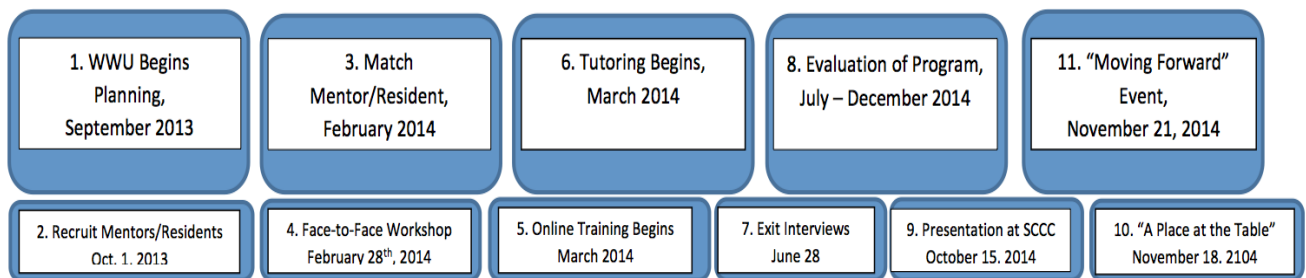 1. WWU Begins
Planning,
September 2013
3. Match
Mentor/Resident,
February 2014
6. Tutoring Begins,
March 2014
8. Evaluation of Program,
July – December 2014
11. “Moving Forward”
Event,
November 21, 2014
2. Recruit Mentors/Residents
Oct. 1. 2013
4. Face-to-Face Workshop
February 28th, 2014
5. Online Training Begins
March 2014
7. Exit Interviews
June 28
9. Presentation at SCCC
October 15. 2014
10. “A Place at the Table”
November 18. 2104